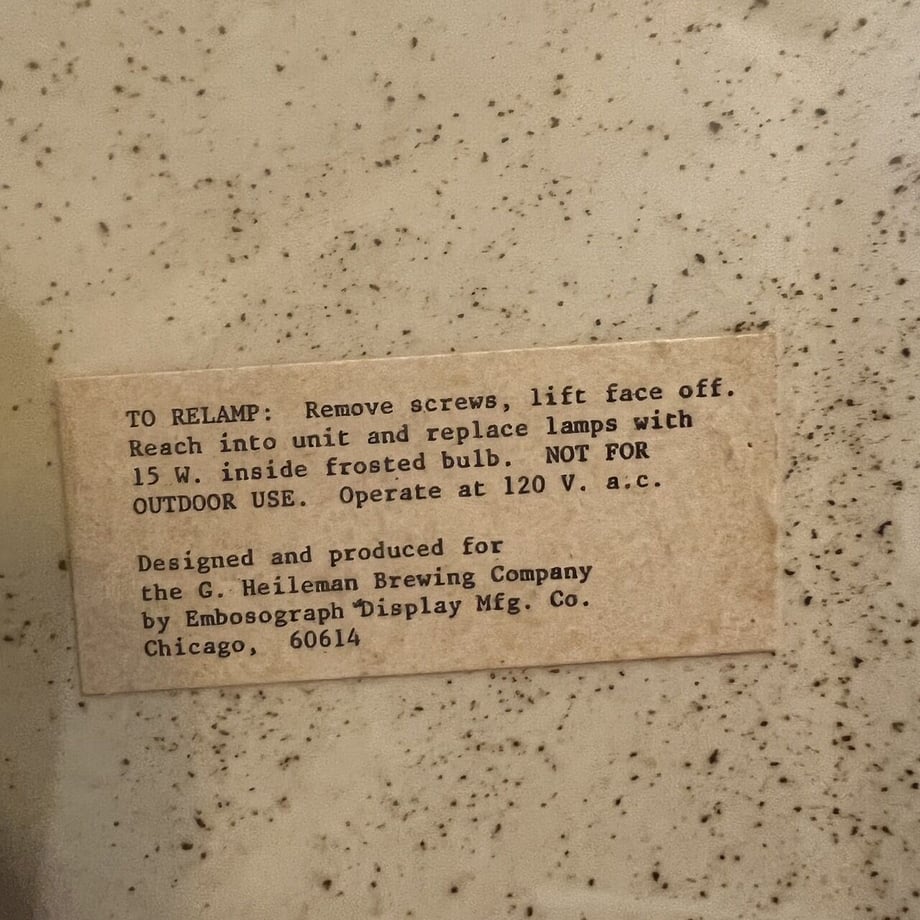 TO RELAMP:  Remove screws, lift face off.
Reach into unit and replace lamps with
15 W. inside frosted bulb.  NOT FOR
OUTDOOR USE.  Operate at 120 V. a.c.
Designed and produced for
the G. Heileman Brewing Company
by Embosograph Display Mfg. Co.
Chicago,  60614